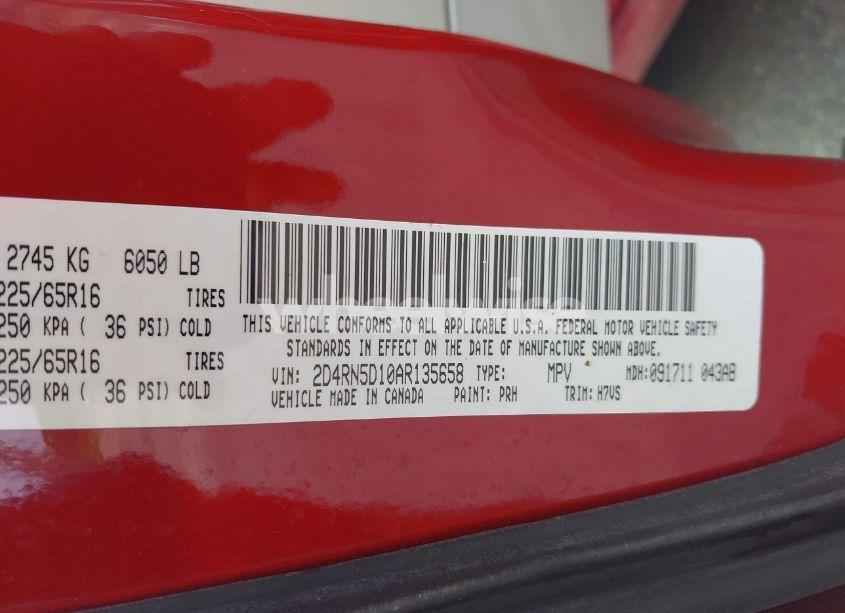 2745 KG 6050 LB
225/65R16 TIRES
250 KPA ( 36 PSI) COLD
225/65R16 TIRES
250 KPA ( 36 PSI) COLD
THIS VEHICLE CONFORMS TO ALL APPLICABLE U.S.A. FEDERAL MOTOR VEHICLE SAFETY
STANDARDS IN EFFECT ON THE DATE OF MANUFACTURE SHOWN ABOVE.
VIN: 2D4RN5D10AR135658 TYPE: MPV MDH: 091711 043AB
VEHICLE MADE IN CANADA PAINT: PRH TRIM: H7VS